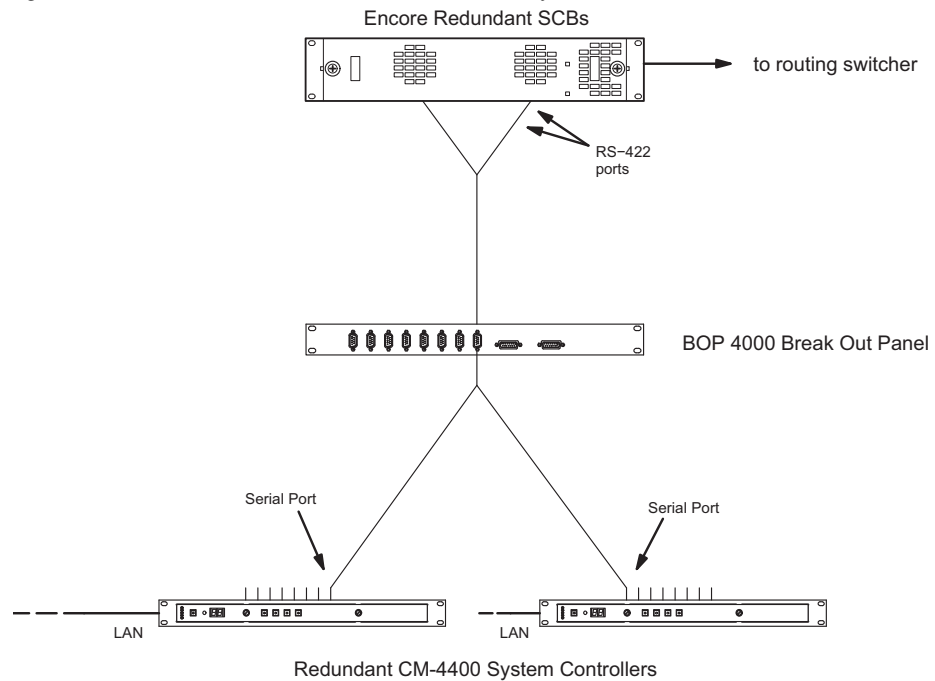 Encore Redundant SCBs
to routing switcher
RS−422
ports
BOP 4000 Break Out Panel
Serial Port
Serial Port
LAN
LAN
Redundant CM-4400 System Controllers